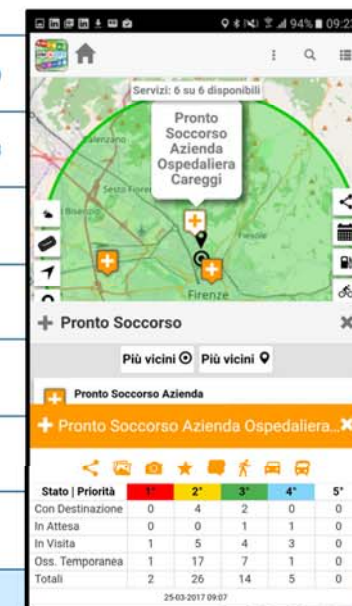 94% 09:2
Servizi: 6 su 6 disponibili
Pronto
Soccorso
Azienda
Ospedaliera
Careggi
Calenzano
Sesto Fiorer
Bisenzio
Fiesole
Firenze
Pronto Soccorso
Più vicini Più vicini
Pronto Soccorso Azienda
Pronto Soccorso Azienda Ospedaliera...
Stato | Priorità 1° 2° 3° 4° 5°
Con Destinazione 0 4 2 0 0
In Attesa 0 0 1 1 0
In Visita 1 5 4 3 0
Oss. Temporanea 1 17 7 1 0
Totali 2 26 14 5 0
25-03-2017 09:07